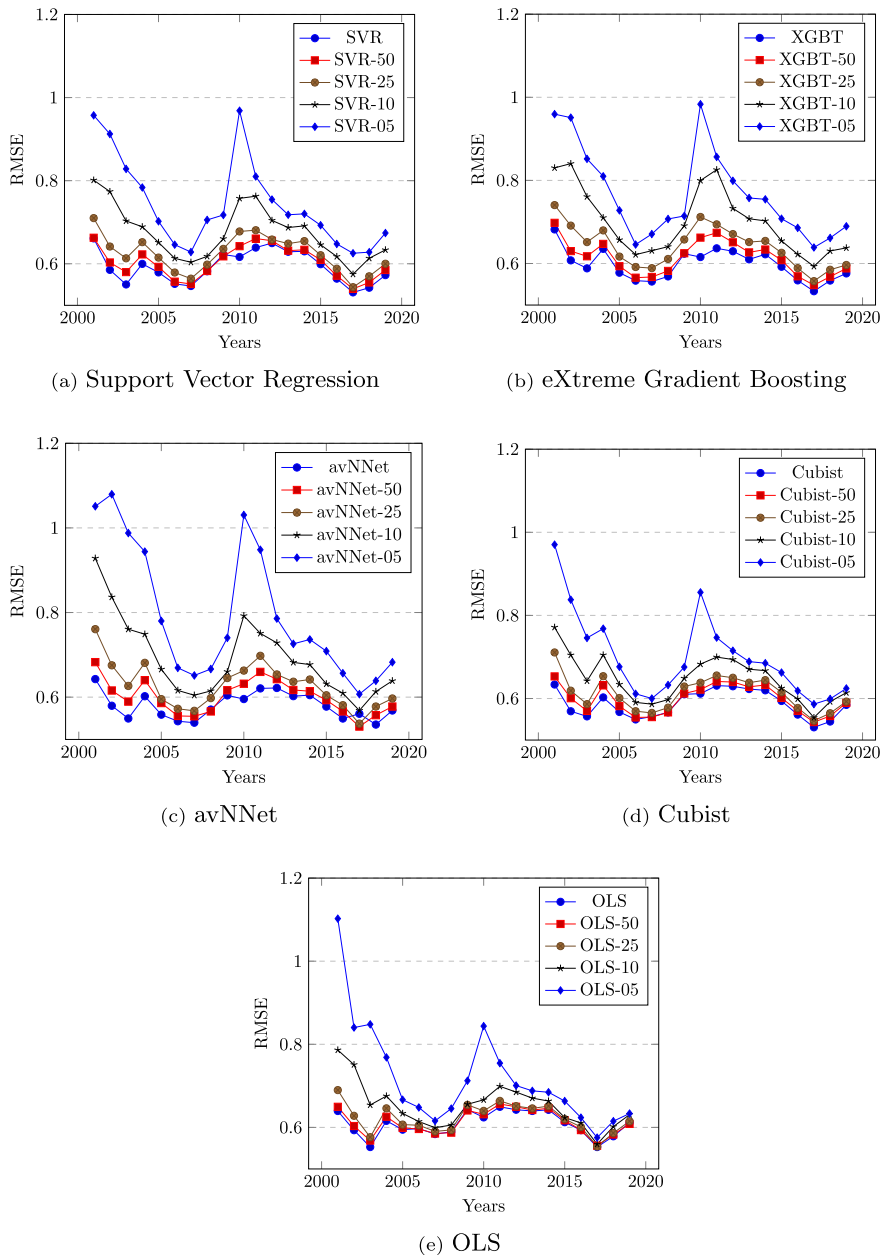 1.2
1
0.8
0.6
RMSE
2000 2005 2010 2015 2020
Years
SVR
SVR-50
SVR-25
SVR-10
SVR-05
(a) Support Vector Regression
1.2
1
0.8
0.6
RMSE
2000 2005 2010 2015 2020
Years
XGBT
XGBT-50
XGBT-25
XGBT-10
XGBT-05
(b) eXtreme Gradient Boosting
1.2
1
0.8
0.6
RMSE
2000 2005 2010 2015 2020
Years
avNNet
avNNet-50
avNNet-25
avNNet-10
avNNet-05
(c) avNNet
1.2
1
0.8
0.6
RMSE
2000 2005 2010 2015 2020
Years
Cubist
Cubist-50
Cubist-25
Cubist-10
Cubist-05
(d) Cubist
1.2
1
0.8
0.6
RMSE
2000 2005 2010 2015 2020
Years
OLS
OLS-50
OLS-25
OLS-10
OLS-05
(e) OLS